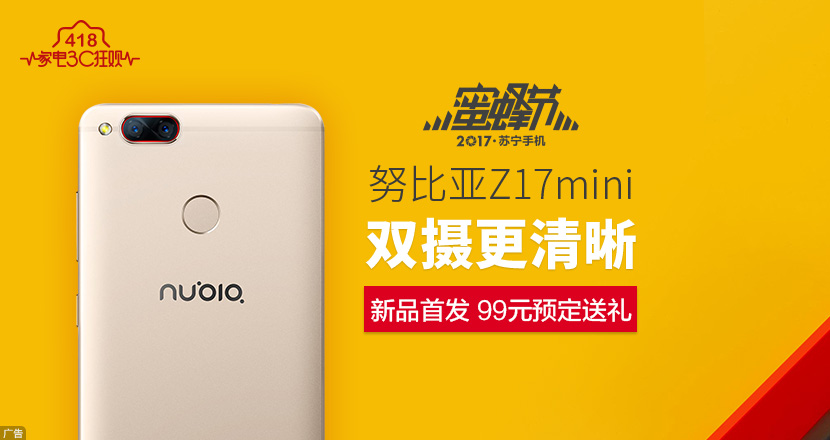 418
家电3C狂欢
蜜蜂节
2017·苏宁手机
努比亚Z17mini
双摄更清晰
新品首发 99元预定送礼
nubia
广告